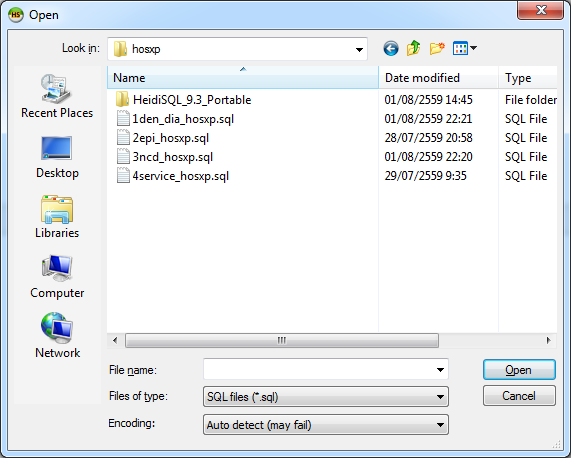 HS Open
Look in: hosxp
Name Date modified Type
HeidiSQL_9.3_Portable 01/08/2559 14:45 File folder
1den_dia_hosxp.sql 01/08/2559 22:21 SQL File
2epi_hosxp.sql 28/07/2559 20:58 SQL File
3ncd_hosxp.sql 01/08/2559 22:20 SQL File
4service_hosxp.sql 29/07/2559 9:35 SQL File
Recent Places
Desktop
Libraries
Computer
Network
File name: Open
Files of type: SQL files (*.sql) Cancel
Encoding: Auto detect (may fail)